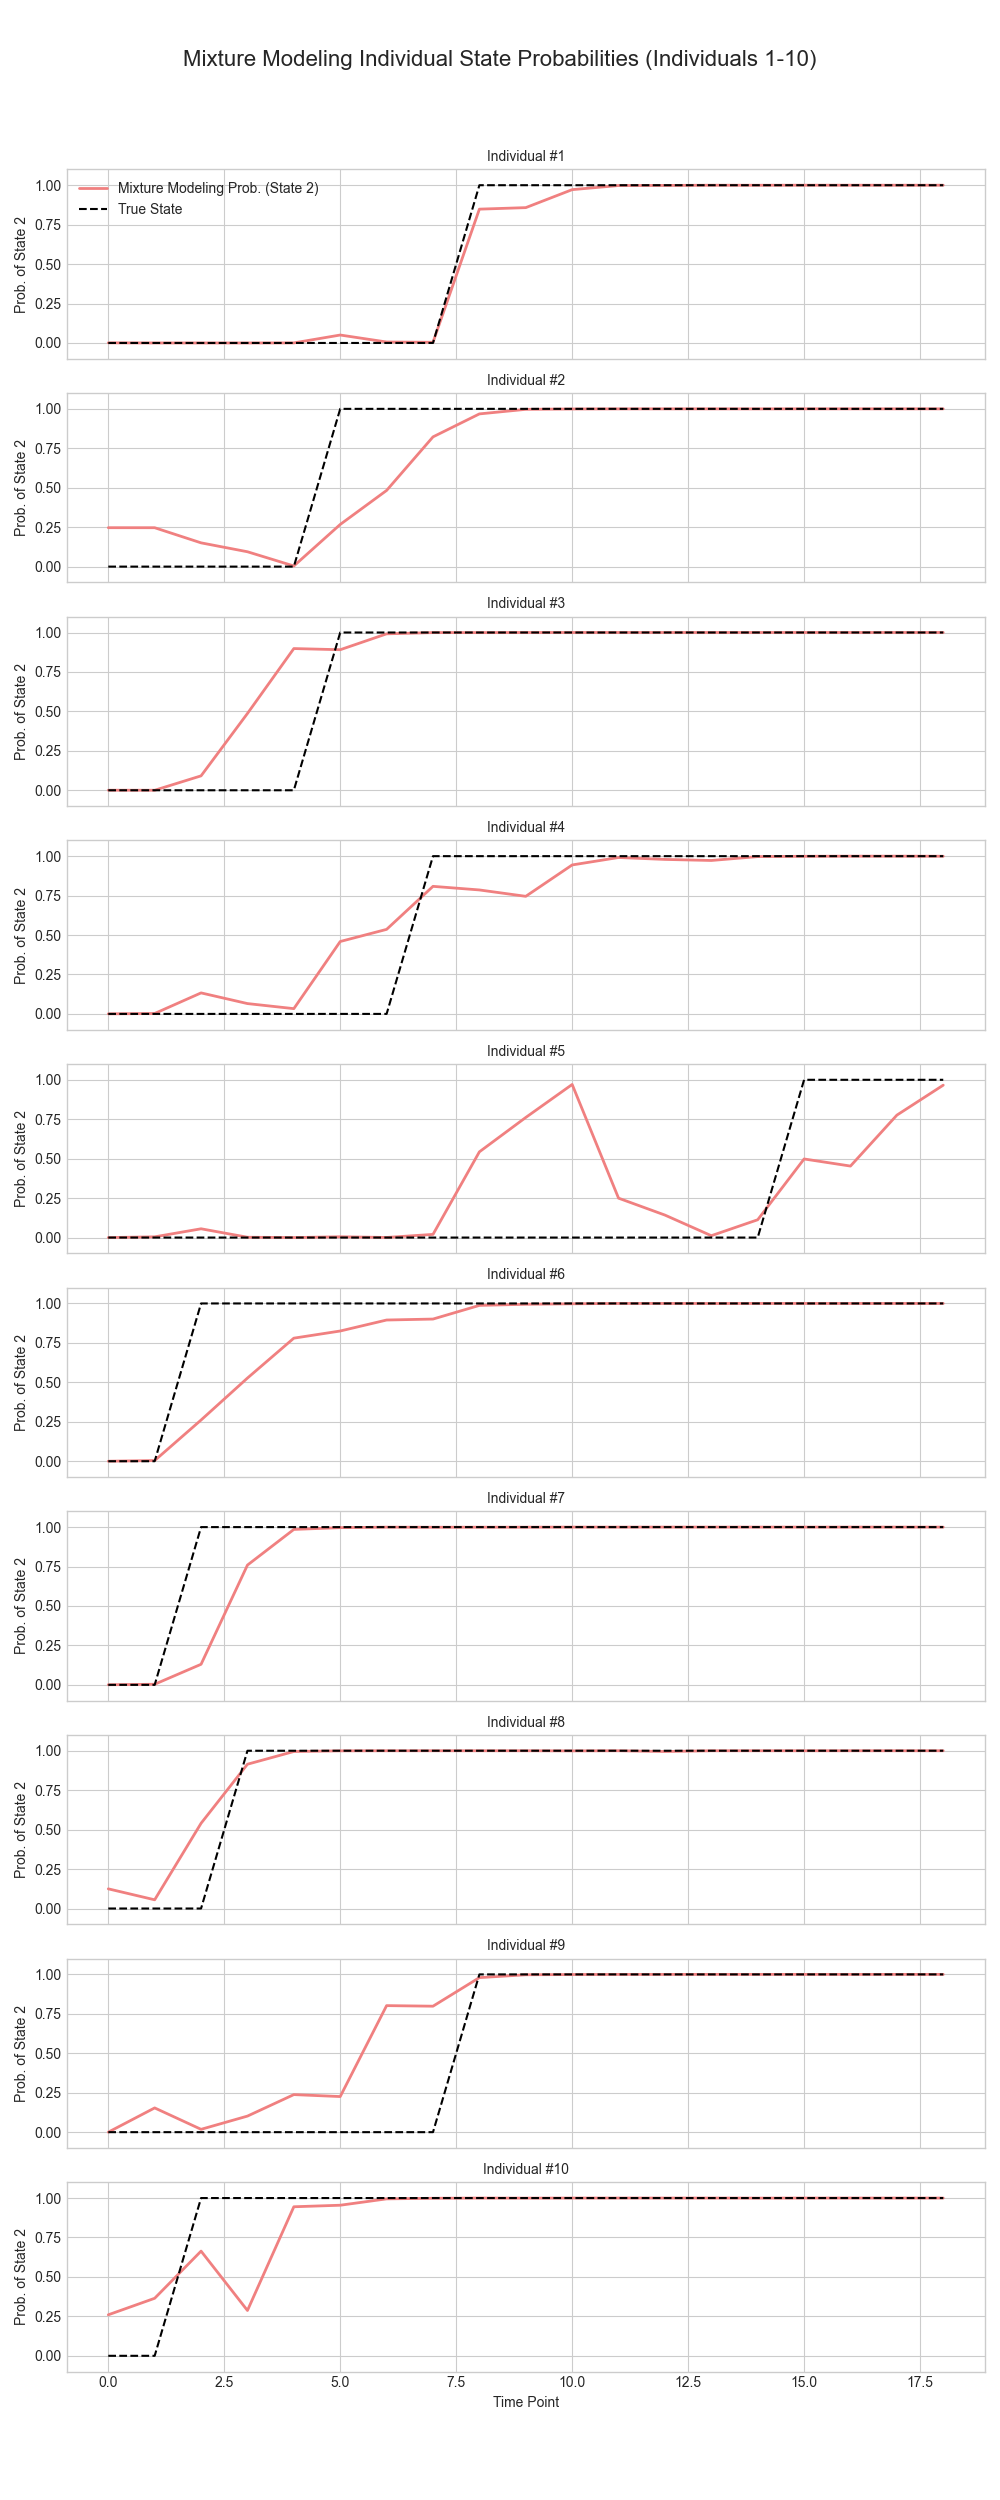 Mixture Modeling Individual State Probabilities (Individuals 1-10)
Individual #1
Mixture Modeling Prob. (State 2)
True State
1.00
0.75
0.50
0.25
0.00
Prob. of State 2
Individual #2
1.00
0.75
0.50
0.25
0.00
Prob. of State 2
Individual #3
1.00
0.75
0.50
0.25
0.00
Prob. of State 2
Individual #4
1.00
0.75
0.50
0.25
0.00
Prob. of State 2
Individual #5
1.00
0.75
0.50
0.25
0.00
Prob. of State 2
Individual #6
1.00
0.75
0.50
0.25
0.00
Prob. of State 2
Individual #7
1.00
0.75
0.50
0.25
0.00
Prob. of State 2
Individual #8
1.00
0.75
0.50
0.25
0.00
Prob. of State 2
Individual #9
1.00
0.75
0.50
0.25
0.00
Prob. of State 2
Individual #10
1.00
0.75
0.50
0.25
0.00
Prob. of State 2
0.0 2.5 5.0 7.5 10.0 12.5 15.0 17.5
Time Point